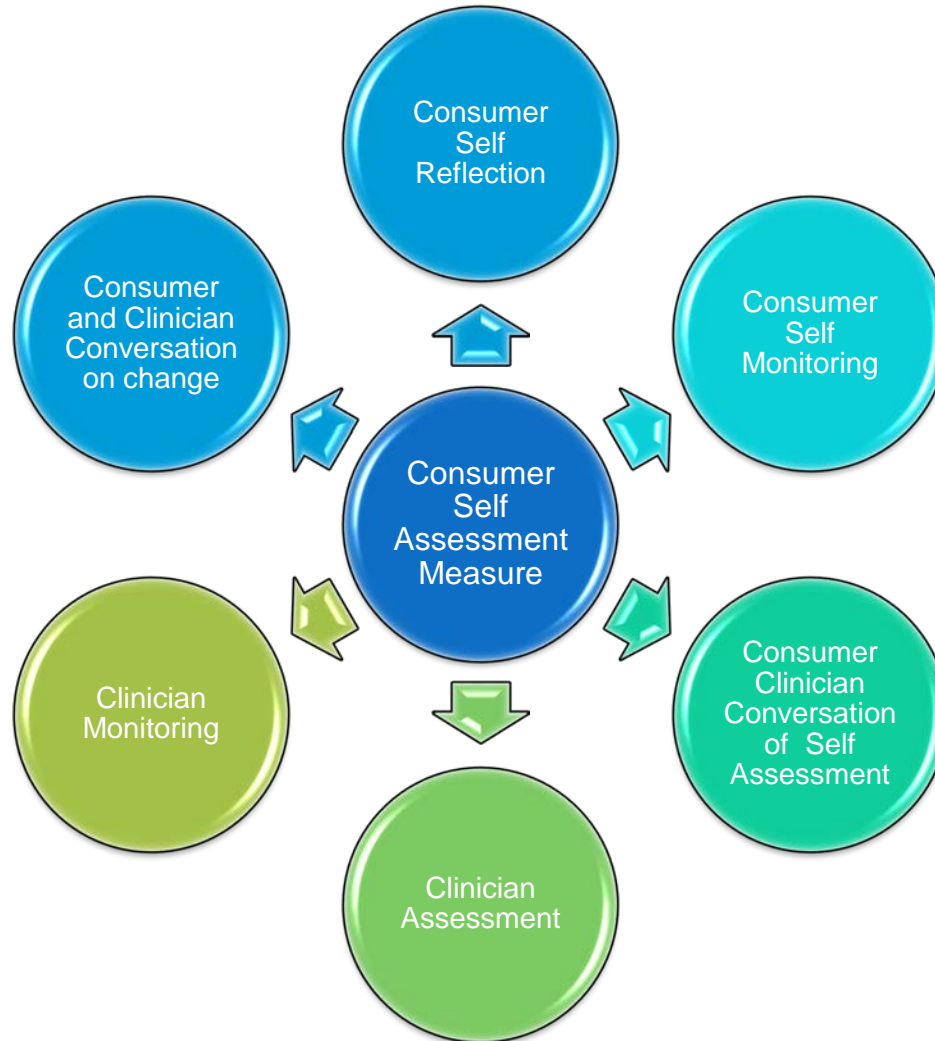 Consumer
Self
Reflection
Consumer
and Clinician
Conversation
on change
Consumer
Self
Monitoring
Consumer
Self
Assessment
Measure
Clinician
Monitoring
Consumer
Clinician
Conversation
of Self
Assessment
Clinician
Assessment